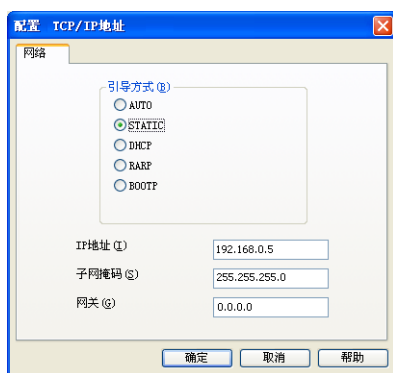 配置 TCP/IP地址
网络
引导方式(B)
AUTO
STATIC
DHCP
RARP
BOOTP
IP地址(I) 192.168.0.5
子网掩码(S) 255.255.255.0
网关(G) 0.0.0.0
确定 取消 帮助